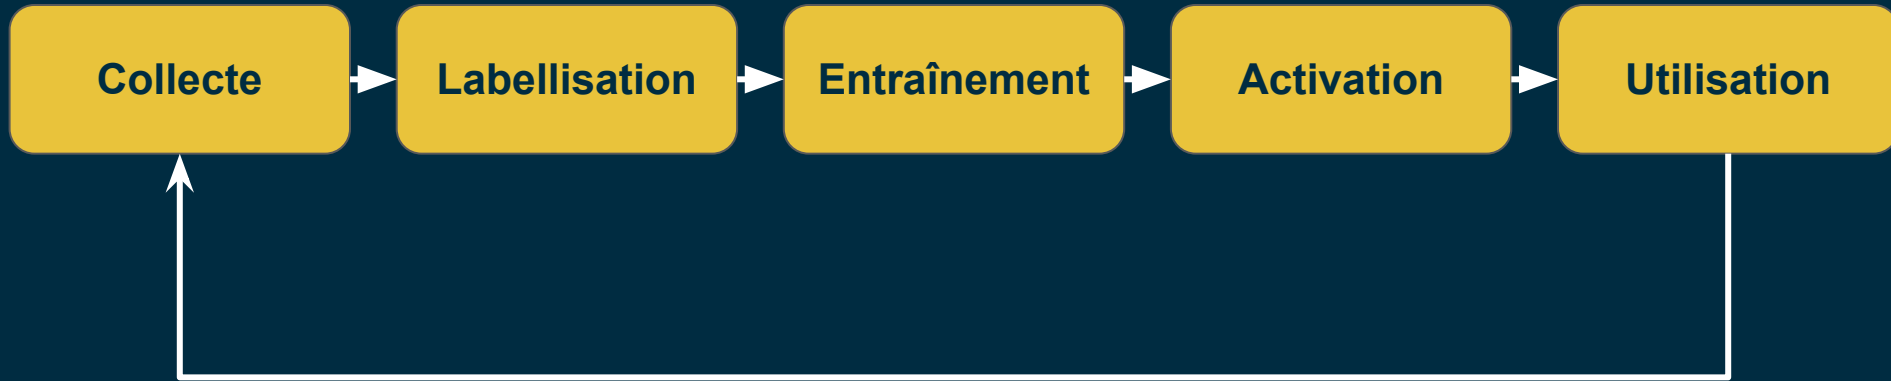 Collecte
Labellisation
Entraînement
Activation
Utilisation